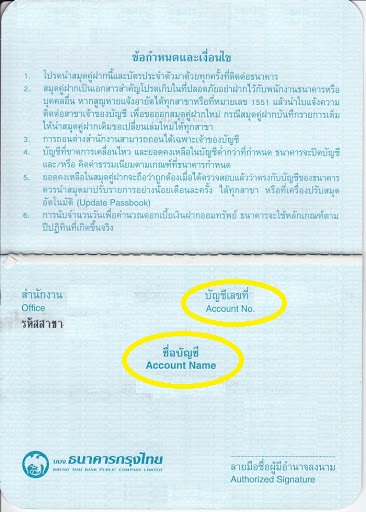 ข้อกำหนดและเงื่อนไข
1. โปรดนำสมุดคู่ฝากนี้และบัตรประจำตัวมาด้วยทุกครั้งที่ติดต่อธนาคาร
2. สมุดคู่ฝากเป็นเอกสารสำคัญโปรดเก็บในที่ปลอดภัยอย่าฝากไว้กับพนักงานธนาคารหรือ
บุคคลอื่น หากสูญหายแจ้งอายัดได้ทุกสาขาหรือที่หมายเลข 1551 แล้วนำใบแจ้งความ
ติดต่อสาขาเจ้าของบัญชี เพื่อขอออกสมุดคู่ฝากใหม่ กรณีสมุดคู่ฝากบันทึกรายการเต็ม
ให้นำสมุดคู่ฝากเดิมขอเปลี่ยนเล่มใหม่ได้ทุกสาขา
3. การถอนต่างสำนักงานสามารถถอนได้เฉพาะเจ้าของบัญชี
4. บัญชีที่ขาดการเคลื่อนไหว และยอดคงเหลือในบัญชีต่ำกว่าที่กำหนด ธนาคารจะปิดบัญชี
และ/หรือ คิดค่าธรรมเนียมตามเกณฑ์ที่ธนาคารกำหนด
5. ยอดคงเหลือในสมุดคู่ฝากจะถือว่าถูกต้องเมื่อได้ตรวจสอบแล้วว่าตรงกับบัญชีของธนาคาร
ควรนำสมุดมาปรับรายการอย่างน้อยเดือนละครั้ง ได้ทุกสาขา หรือที่เครื่องปรับสมุด
อัตโนมัติ (Update Passbook)
6. การนับจำนวนวันเพื่อคำนวณดอกเบี้ยเงินฝากออมทรัพย์ ธนาคารจะใช้หลักเกณฑ์ตาม
ปีปฏิทินที่เกิดขึ้นจริง
สำนักงาน
Office
รหัสสาขา
บัญชีเลขที่
Account No.
ชื่อบัญชี
Account Name
บมจ. ธนาคารกรุงไทย
KRUNG THAI BANK PUBLIC COMPANY LIMITED
ลายมือชื่อผู้มีอำนาจลงนาม
Authorized Signature